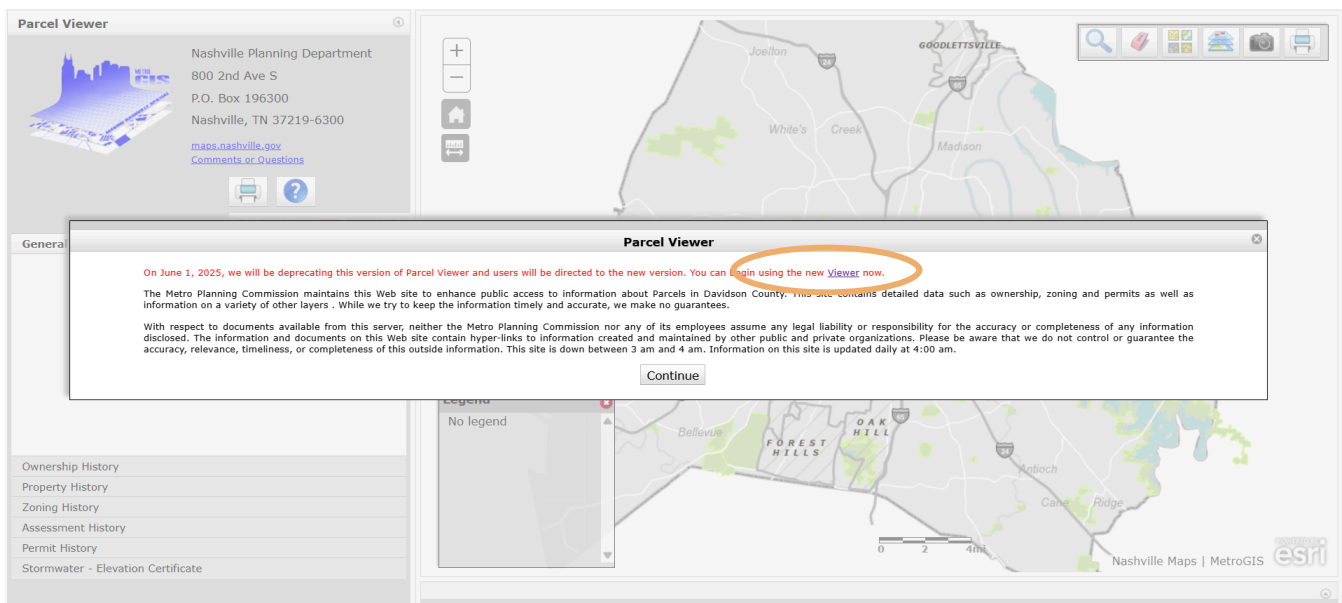 Parcel Viewer
METRO
GIS
Nashville Planning Department
800 2nd Ave S
P.O. Box 196300
Nashville, TN 37219-6300
maps.nashville.gov
Comments or Questions
General
Parcel Viewer
On June 1, 2025, we will be deprecating this version of Parcel Viewer and users will be directed to the new version. You can begin using the new Viewer now.
The Metro Planning Commission maintains this Web site to enhance public access to information about Parcels in Davidson County. This site contains detailed data such as ownership, zoning and permits as well as
information on a variety of other layers . While we try to keep the information timely and accurate, we make no guarantees.
With respect to documents available from this server, neither the Metro Planning Commission nor any of its employees assume any legal liability or responsibility for the accuracy or completeness of any information
disclosed. The information and documents on this Web site contain hyper-links to information created and maintained by other public and private organizations. Please be aware that we do not control or guarantee the
accuracy, relevance, timeliness, or completeness of this outside information. This site is down between 3 am and 4 am. Information on this site is updated daily at 4:00 am.
Continue
Ownership History
Property History
Zoning History
Assessment History
Permit History
Stormwater - Elevation Certificate
Joelton
24
GOODLETTSVILLE
65
White's Creek
Madison
Legend
No legend
Bellevue
FOREST
HILLS
OAK
HILL
65
24
Antioch
Cane Ridge
0 2 4mi
Nashville Maps | MetroGIS
esri